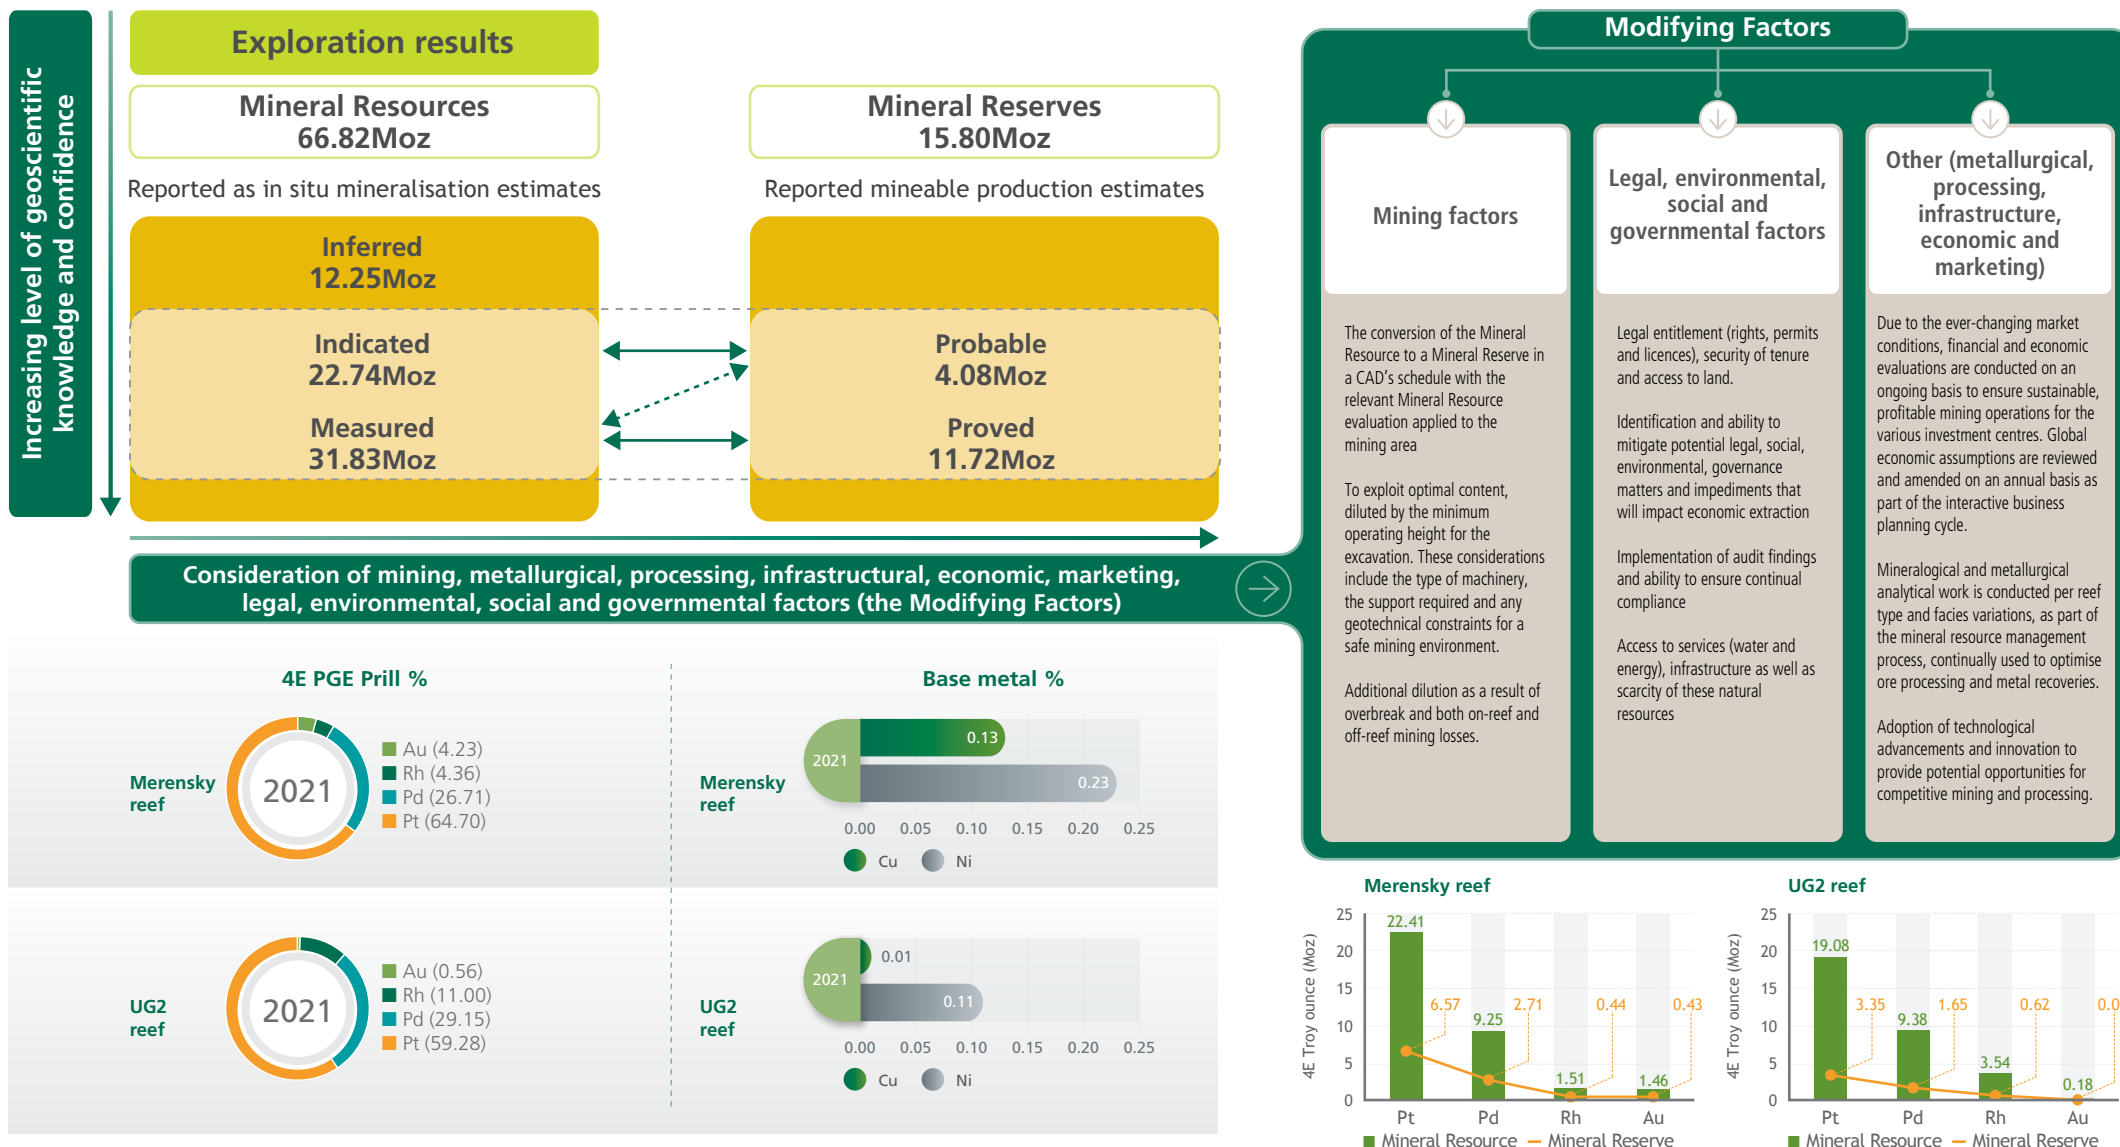 Increasing level of geoscientific
knowledge and confidence
Exploration results
Mineral Resources
66.82Moz
Reported as in situ mineralisation estimates
Inferred
12.25Moz
Indicated
22.74Moz
Measured
31.83Moz
Mineral Reserves
15.80Moz
Reported mineable production estimates
Probable
4.08Moz
Proved
11.72Moz
Consideration of mining, metallurgical, processing, infrastructural, economic, marketing,
legal, environmental, social and governmental factors (the Modifying Factors)
Modifying Factors
Mining factors
The conversion of the Mineral
Resource to a Mineral Reserve in
a CAD's schedule with the
relevant Mineral Resource
evaluation applied to the
mining area
To exploit optimal content,
diluted by the minimum
operating height for the
excavation. These considerations
include the type of machinery,
the support required and any
geotechnical constraints for a
safe mining environment.
Additional dilution as a result of
overbreak and both on-reef and
off-reef mining losses.
Legal, environmental,
social and
governmental factors
Legal entitlement (rights, permits
and licences), security of tenure
and access to land.
Identification and ability to
mitigate potential legal, social,
environmental, governance
matters and impediments that
will impact economic extraction
Implementation of audit findings
and ability to ensure continual
compliance
Access to services (water and
energy), infrastructure as well as
scarcity of these natural
resources
Other (metallurgical,
processing,
infrastructure,
economic and
marketing)
Due to the ever-changing market
conditions, financial and economic
evaluations are conducted on an
ongoing basis to ensure sustainable,
profitable mining operations for the
various investment centres. Global
economic assumptions are reviewed
and amended on an annual basis as
part of the interactive business
planning cycle.
Mineralogical and metallurgical
analytical work is conducted per reef
type and facies variations, as part of
the mineral resource management
process, continually used to optimise
ore processing and metal recoveries.
Adoption of technological
advancements and innovation to
provide potential opportunities for
competitive mining and processing.
4E PGE Prill %
Merensky
reef
2021
Au (4.23)
Rh (4.36)
Pd (26.71)
Pt (64.70)
Base metal %
Merensky
reef
2021
0.13
0.23
0.00 0.05 0.10 0.15 0.20 0.25
Cu Ni
UG2
reef
2021
Au (0.56)
Rh (11.00)
Pd (29.15)
Pt (59.28)
UG2
reef
2021
0.01
0.11
0.00 0.05 0.10 0.15 0.20 0.25
Cu Ni
Merensky reef
4E Troy ounce (Moz)
25
20
15
10
5
0
22.41
6.57
9.25
2.71
1.51
0.44
1.46
0.43
Pt Pd Rh Au
Mineral Resource Mineral Reserve
UG2 reef
4E Troy ounce (Moz)
25
20
15
10
5
0
19.08
3.35
9.38
1.65
3.54
0.62
0.18
Pt Pd Rh Au
Mineral Resource Mineral Reserve